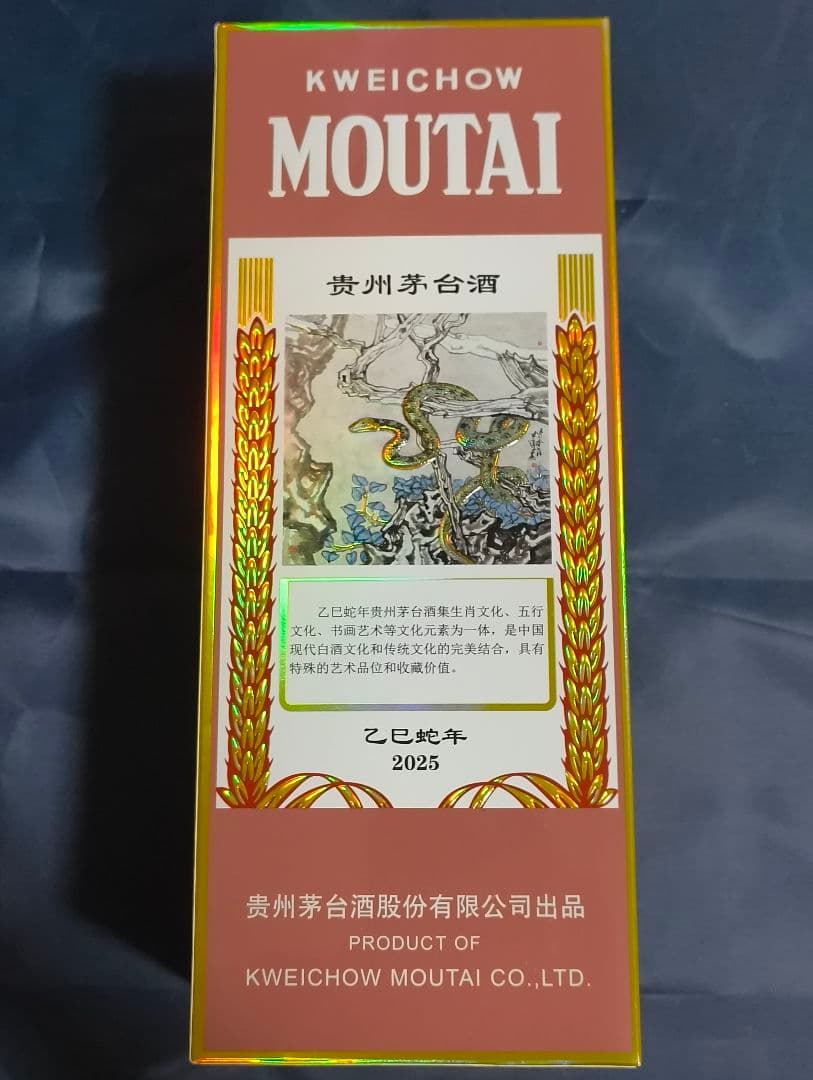 KWEICHOW
MOUTAI
贵州茅台酒
乙巳蛇年贵州茅台酒集生肖文化、五行
文化、书画艺术等文化元素为一体，是中国
现代白酒文化和传统文化的完美结合，具有
特殊的艺术品位和收藏价值。
乙巳蛇年
2025
贵州茅台酒股份有限公司出品
PRODUCT OF
KWEICHOW MOUTAI CO.,LTD.